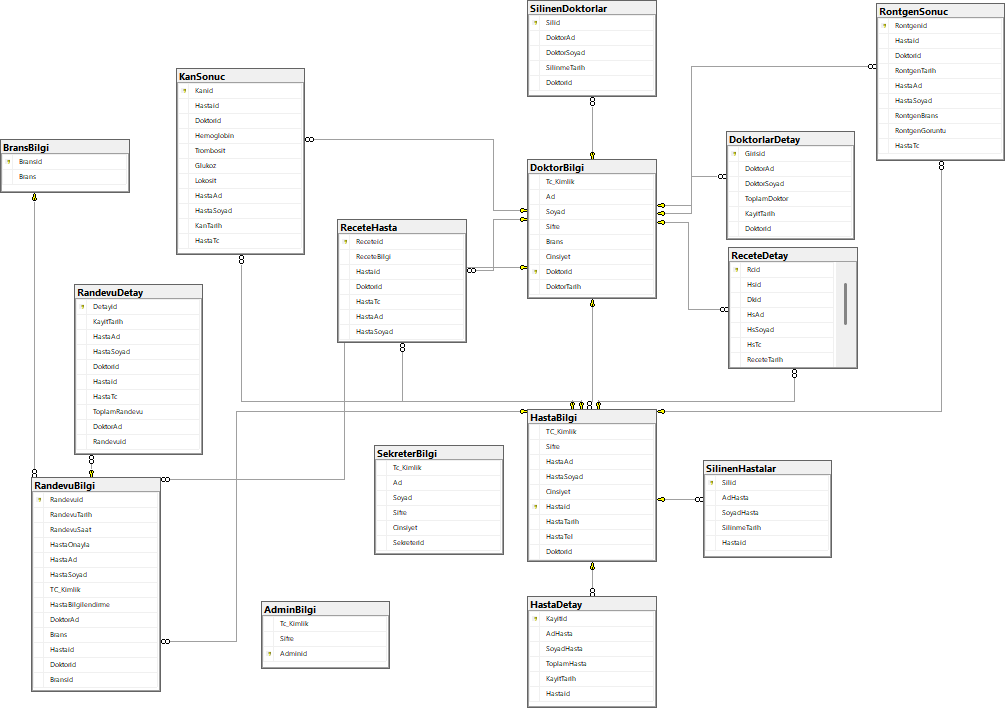 SilinenDoktorlar
Silid
DoktorAd
DoktorSoyad
SilinmeTarih
DoktorId
RontgenSonuc
Rontgenid
Hastaid
DoktorId
RontgenTarih
HastaAd
HastaSoyad
RontgenBrans
RontgenGoruntu
HastaTc
KanSonuc
Kanid
Hastaid
DoktorId
Hemoglobin
Trombosit
Glukoz
Lokosit
HastaAd
HastaSoyad
KanTarih
HastaTc
BransBilgi
Bransid
Brans
DoktorlarDetay
Girisid
DoktorAd
DoktorSoyad
ToplamDoktor
KayitTarih
DoktorId
DoktorBilgi
Tc_Kimlik
Ad
Soyad
Sifre
Brans
Cinsiyet
DoktorId
DoktorTarih
ReceteHasta
Receteid
ReceteBilgi
Hastaid
DoktorId
HastaTc
HastaAd
HastaSoyad
ReceteDetay
Rcid
Hsid
Dkid
HsAd
HsSoyad
HsTc
ReceteTarih
RandevuDetay
Detayid
KayitTarih
HastaAd
HastaSoyad
DoktorId
Hastaid
HastaTc
ToplamRandevu
DoktorAd
Randevuid
HastaBilgi
TC_Kimlik
Sifre
HastaAd
HastaSoyad
Cinsiyet
Hastaid
HastaTarih
HastaTel
DoktorId
SekreterBilgi
Tc_Kimlik
Ad
Soyad
Sifre
Cinsiyet
SekreterId
SilinenHastalar
Silid
AdHasta
SoyadHasta
SilinmeTarih
Hastaid
RandevuBilgi
Randevuid
RandevuTarih
RandevuSaat
HastaOnayla
HastaAd
HastaSoyad
TC_Kimlik
HastaBilgilendirme
DoktorAd
Brans
Hastaid
DoktorId
Bransid
AdminBilgi
Tc_Kimlik
Sifre
Adminid
HastaDetay
Kayitid
AdHasta
SoyadHasta
ToplamHasta
KayitTarih
Hastaid